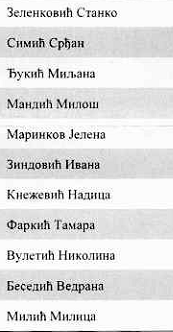 Зеленковић Станко
Симић Срђан
Ђукић Миљана
Мандић Милош
Маринков Јелена
Зиндовић Ивана
Кнежевић Надица
Фаркић Тамара
Вулетић Николина
Беседић Ведрана
Милић Милица